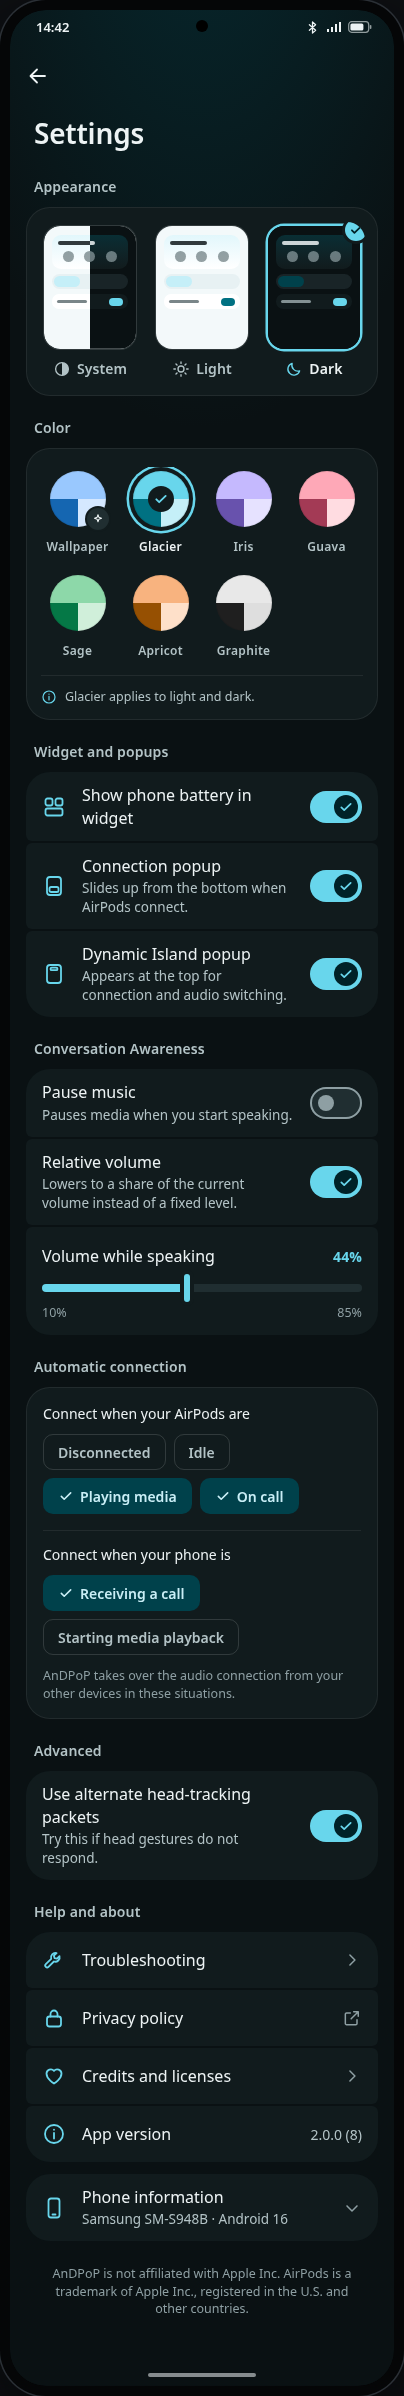 14:42
Settings
Appearance
System
Light
Dark
Color
Wallpaper
Glacier
Iris
Guava
Sage
Apricot
Graphite
Glacier applies to light and dark.
Widget and popups
Show phone battery in
widget
Connection popup
Slides up from the bottom when
AirPods connect.
Dynamic Island popup
Appears at the top for
connection and audio switching.
Conversation Awareness
Pause music
Pauses media when you start speaking.
Relative volume
Lowers to a share of the current
volume instead of a fixed level.
Volume while speaking
44%
10%
85%
Automatic connection
Connect when your AirPods are
Disconnected
Idle
Playing media
On call
Connect when your phone is
Receiving a call
Starting media playback
AnDPoP takes over the audio connection from your
other devices in these situations.
Advanced
Use alternate head-tracking
packets
Try this if head gestures do not
respond.
Help and about
Troubleshooting
Privacy policy
Credits and licenses
App version
2.0.0 (8)
Phone information
Samsung SM-S948B · Android 16
AnDPoP is not affiliated with Apple Inc. AirPods is a
trademark of Apple Inc., registered in the U.S. and
other countries.